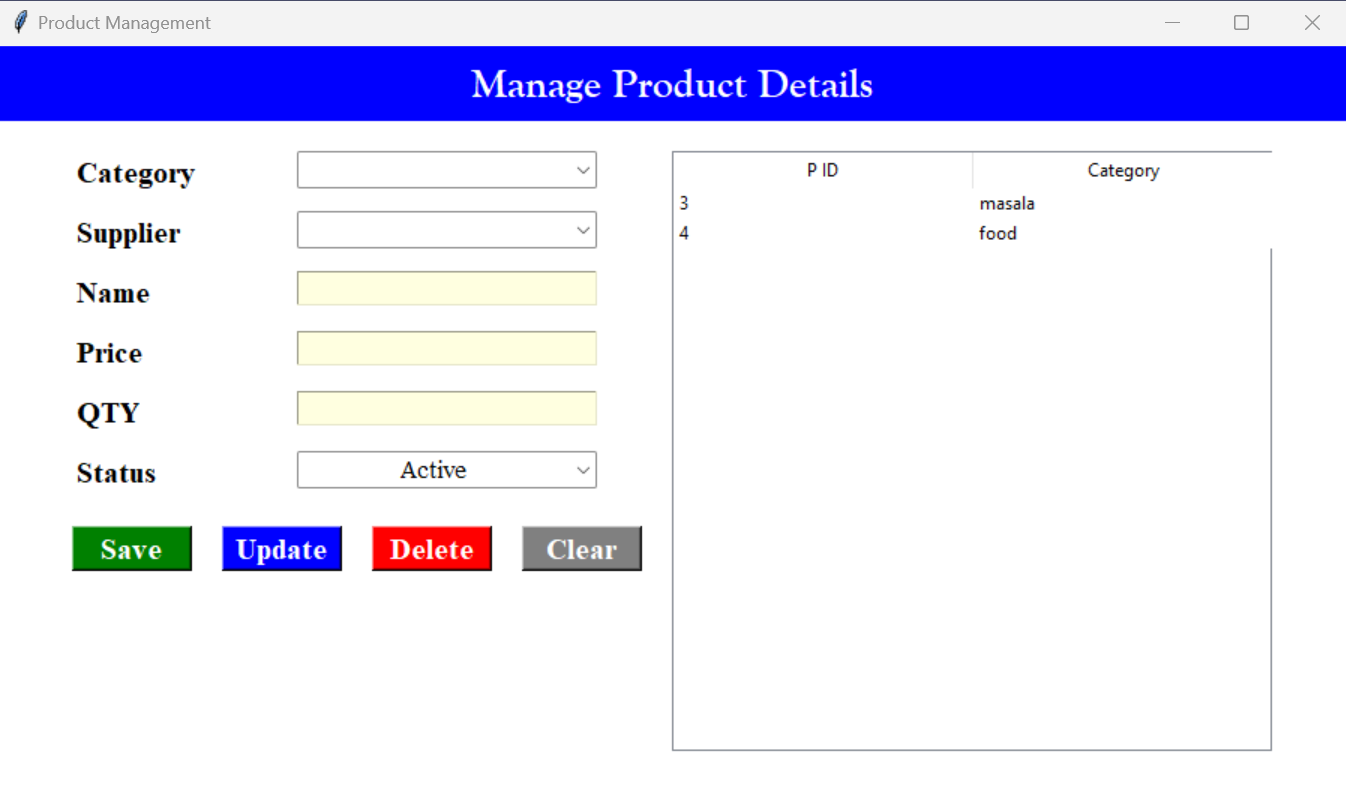 Product Management
Manage Product Details
Category
Supplier
Name
Price
QTY
Status Active
Save Update Delete Clear
P ID Category
3 masala
4 food